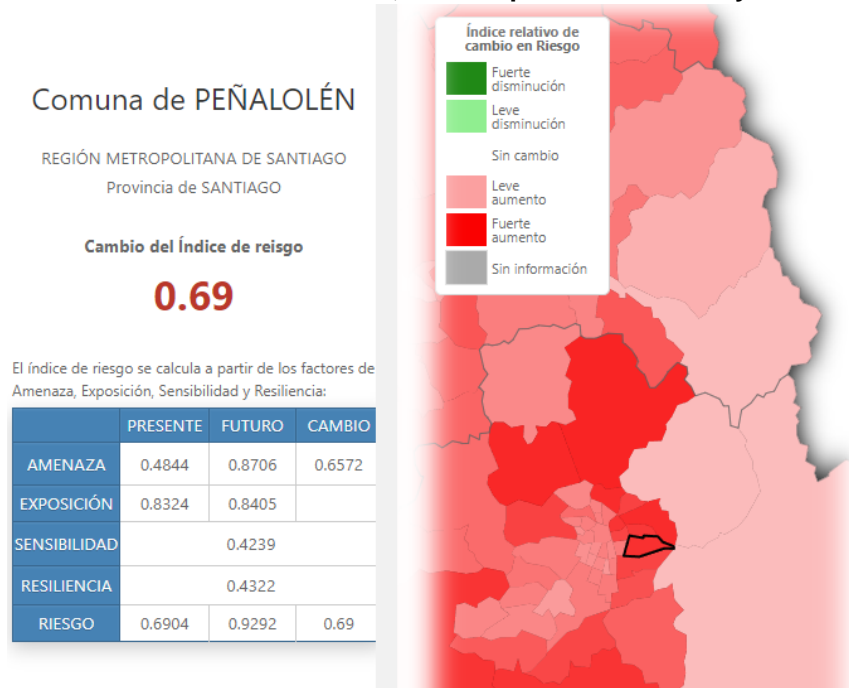 Comuna de PEÑALOLÉN
REGIÓN METROPOLITANA DE SANTIAGO
Provincia de SANTIAGO
Cambio del Índice de reisgo
0.69
El índice de riesgo se calcula a partir de los factores de
Amenaza, Exposición, Sensibilidad y Resiliencia:
PRESENTE FUTURO CAMBIO
AMENAZA 0.4844 0.8706 0.6572
EXPOSICIÓN 0.8324 0.8405
SENSIBILIDAD 0.4239
RESILIENCIA 0.4322
RIESGO 0.6904 0.9292 0.69
Índice relativo de
cambio en Riesgo
Fuerte
disminución
Leve
disminución
Sin cambio
Leve
aumento
Fuerte
aumento
Sin información